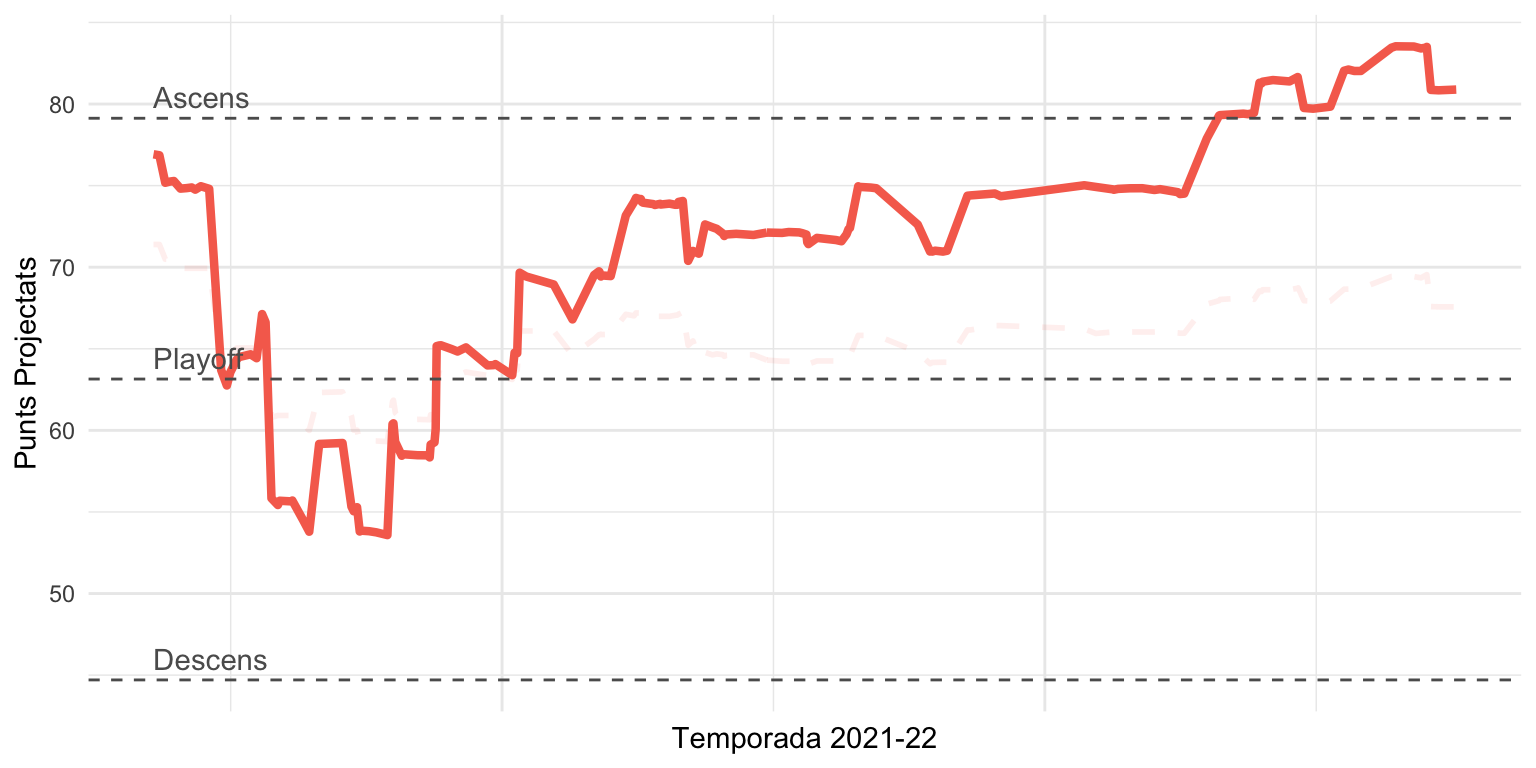 Ascens
80
70
Punts Projectats
Playoff
60
50
Descens
Temporada 2021-22